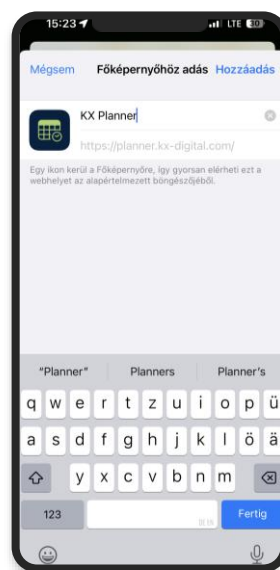 15:23 LTE 30
Mégsem Főképernyőhöz adás Hozzáadás
KX Planner
https://planner.kx-digital.com/
Egy ikon kerül a Főképernyőre, így gyorsan elérheti ezt a
webhelyet az alapértelmezett böngészőjéből.
"Planner" Planners Planner's
q w e r t z u i o p ü
a s d f g h j k l ö ä
y x c v b n m
123 Fertig